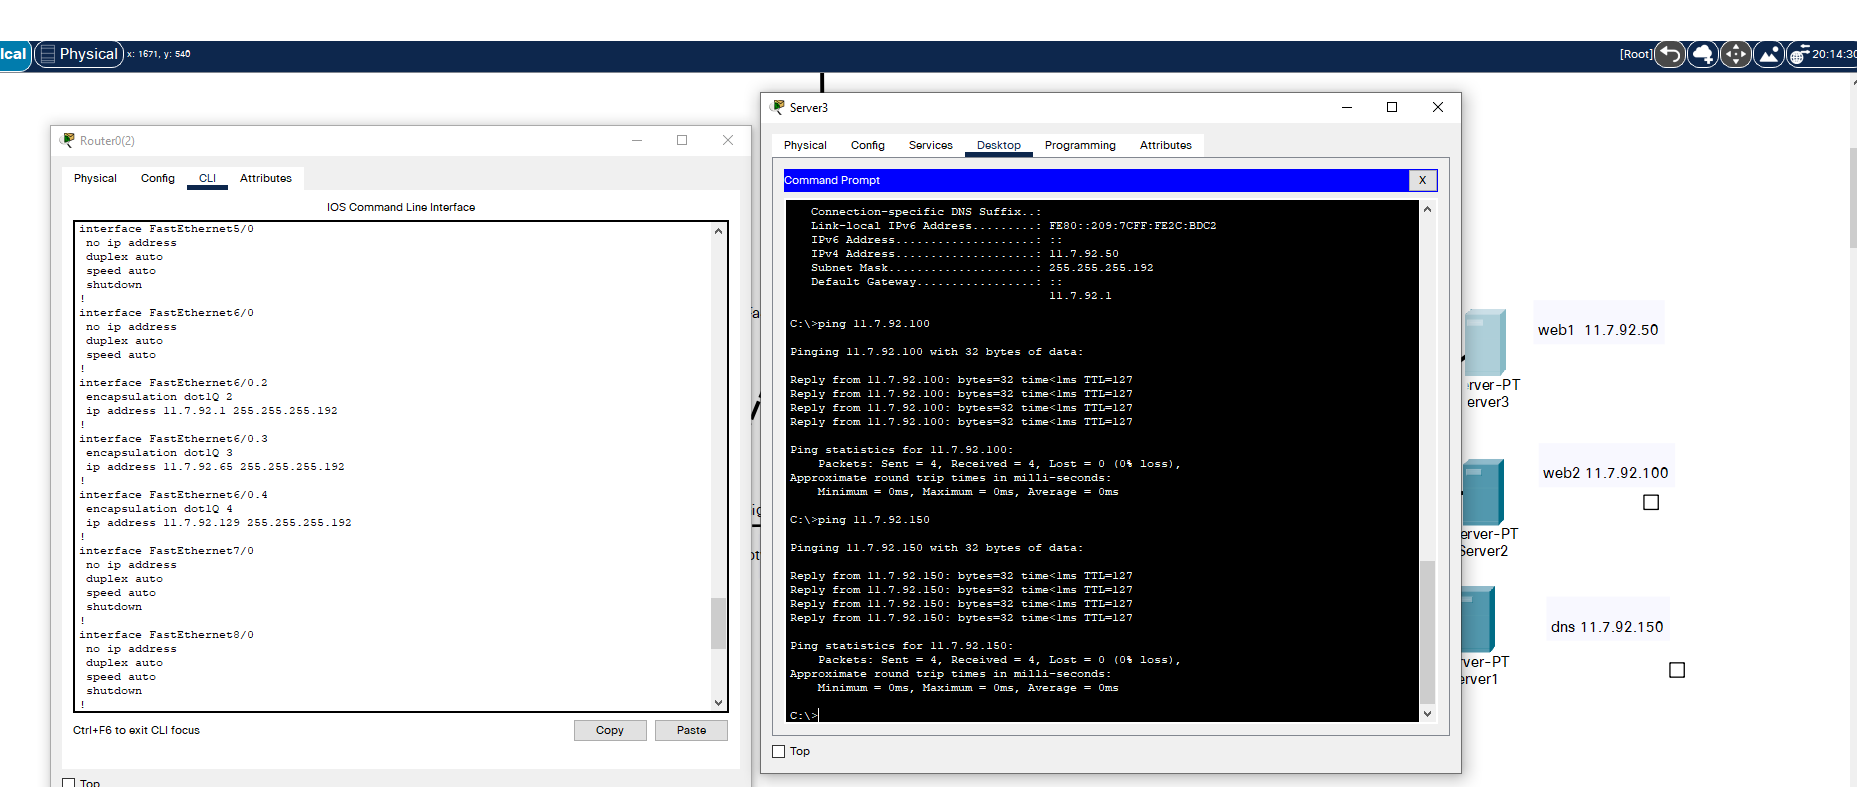 ical Physical x: 1671, y: 540 [Root] 20:14:30
Router0(2)
Physical Config CLI Attributes
IOS Command Line Interface
interface FastEthernet5/0
no ip address
duplex auto
speed auto
shutdown
!
interface FastEthernet6/0
no ip address
duplex auto
speed auto
!
interface FastEthernet6/0.2
encapsulation dot1Q 2
ip address 11.7.92.1 255.255.255.192
!
interface FastEthernet6/0.3
encapsulation dot1Q 3
ip address 11.7.92.65 255.255.255.192
!
interface FastEthernet6/0.4
encapsulation dot1Q 4
ip address 11.7.92.129 255.255.255.192
!
interface FastEthernet7/0
no ip address
duplex auto
speed auto
shutdown
!
interface FastEthernet8/0
no ip address
duplex auto
speed auto
shutdown
!
Ctrl+F6 to exit CLI focus
Copy Paste
Top
Server3
Physical Config Services Desktop Programming Attributes
Command Prompt X
Connection-specific DNS Suffix..:
Link-local IPv6 Address.........: FE80::209:7CFF:FE2C:BDC2
IPv6 Address....................: ::
IPv4 Address....................: 11.7.92.50
Subnet Mask.....................: 255.255.255.192
Default Gateway.................: ::
11.7.92.1
C:\>ping 11.7.92.100
Pinging 11.7.92.100 with 32 bytes of data:
Reply from 11.7.92.100: bytes=32 time<1ms TTL=127
Reply from 11.7.92.100: bytes=32 time<1ms TTL=127
Reply from 11.7.92.100: bytes=32 time<1ms TTL=127
Reply from 11.7.92.100: bytes=32 time<1ms TTL=127
Ping statistics for 11.7.92.100:
Packets: Sent = 4, Received = 4, Lost = 0 (0% loss),
Approximate round trip times in milli-seconds:
Minimum = 0ms, Maximum = 0ms, Average = 0ms
C:\>ping 11.7.92.150
Pinging 11.7.92.150 with 32 bytes of data:
Reply from 11.7.92.150: bytes=32 time<1ms TTL=127
Reply from 11.7.92.150: bytes=32 time<1ms TTL=127
Reply from 11.7.92.150: bytes=32 time<1ms TTL=127
Reply from 11.7.92.150: bytes=32 time<1ms TTL=127
Ping statistics for 11.7.92.150:
Packets: Sent = 4, Received = 4, Lost = 0 (0% loss),
Approximate round trip times in milli-seconds:
Minimum = 0ms, Maximum = 0ms, Average = 0ms
C:\>
Top
web1 11.7.92.50
rver-PT
erver3
web2 11.7.92.100
erver-PT
Server2
dns 11.7.92.150
ver-PT
erver1